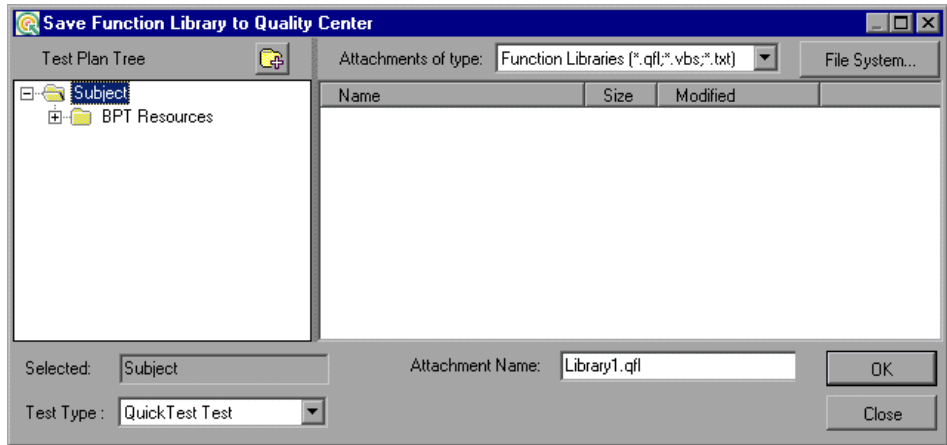 Save Function Library to Quality Center
Test Plan Tree
Attachments of type: Function Libraries (*.qfl;*.vbs;*.txt) File System...
Subject
BPT Resources
Name Size Modified
Selected: Subject
Attachment Name: Library1.qfl OK
Test Type : QuickTest Test
Close